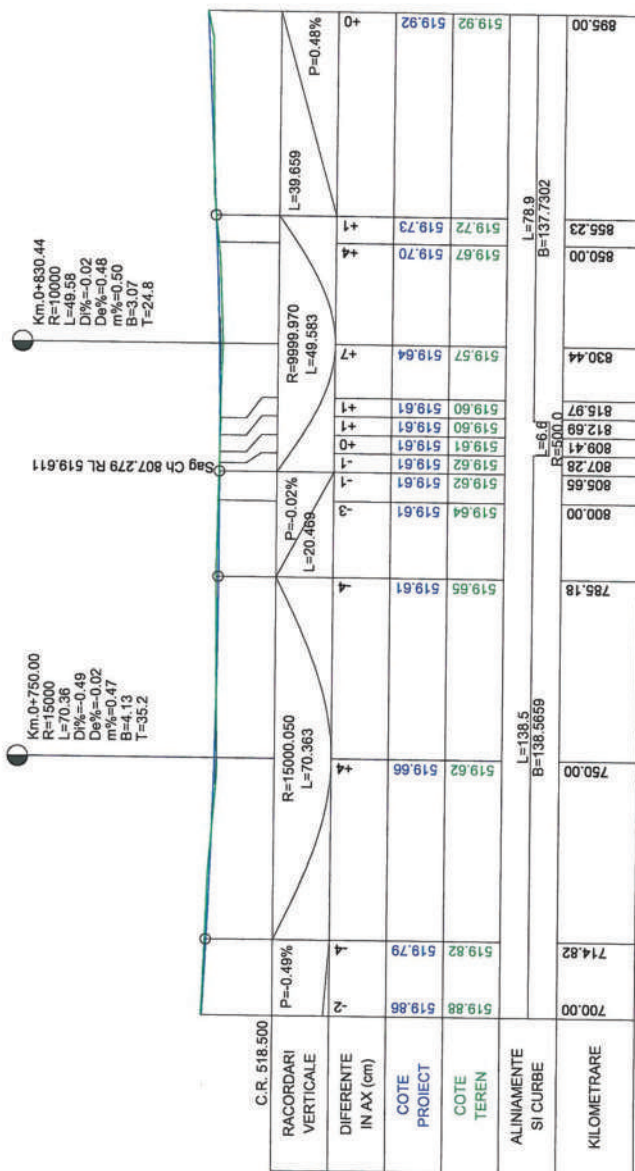 Km.0+750.00
R=15000
L=70.36
Di%=-0.49
De%=-0.02
m%=0.47
B=4.13
T=35.2
Km.0+830.44
R=10000
L=49.58
Di%=-0.02
De%=0.48
m%=0.50
B=3.07
T=24.8
Sag Ch 807.279 RL 519.611
C.R. 518.500
RACORDARI
VERTICALE
P=-0.49%
R=15000.050
L=70.363
P=-0.02%
L=20.469
R=9999.970
L=49.583
L=39.659
P=0.48%
DIFERENTE
IN AX (cm)
-2
-4
+4
-4
-3
-1
-1
+0
+1
+1
+7
+4
+1
+0
COTE
PROIECT
519.86
519.79
519.66
519.61
519.61
519.61
519.61
519.61
519.61
519.61
519.64
519.70
519.73
519.92
COTE
TEREN
519.88
519.82
519.62
519.65
519.64
519.62
519.62
519.61
519.60
519.60
519.57
519.67
519.72
519.92
ALINIAMENTE
SI CURBE
L=138.5
B=138.5659
L=6.6
R=500.0
L=78.9
B=137.7302
KILOMETRARE
700.00
714.82
750.00
785.18
800.00
805.65
807.28
809.41
812.69
815.97
830.44
850.00
855.23
895.00